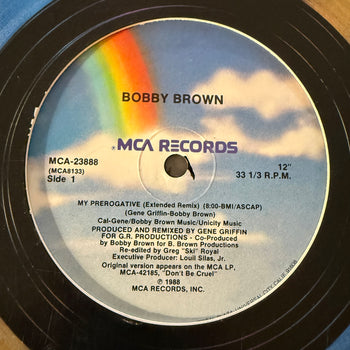 BOBBY BROWN
MCA RECORDS
MCA-23888
(MCA8133)
Side 1
12"
33 1/3 R.P.M.
MY PREROGATIVE (Extended Remix) (8:00-BMI/ASCAP)
(Gene Griffin-Bobby Brown)
Cal-Gene/Bobby Brown Music/Unicity Music
PRODUCED AND REMIXED BY GENE GRIFFIN
FOR G.R. PRODUCTIONS - Co-Produced
by Bobby Brown for B. Brown Productions
Re-edited by Greg "Ski" Royal
Executive Producer: Louil Silas, Jr.
Original version appears on the MCA LP.
MCA-42185, "Don't Be Cruel"
℗ 1988
MCA RECORDS, INC.
UNIVERSAL CITY, CALIF.